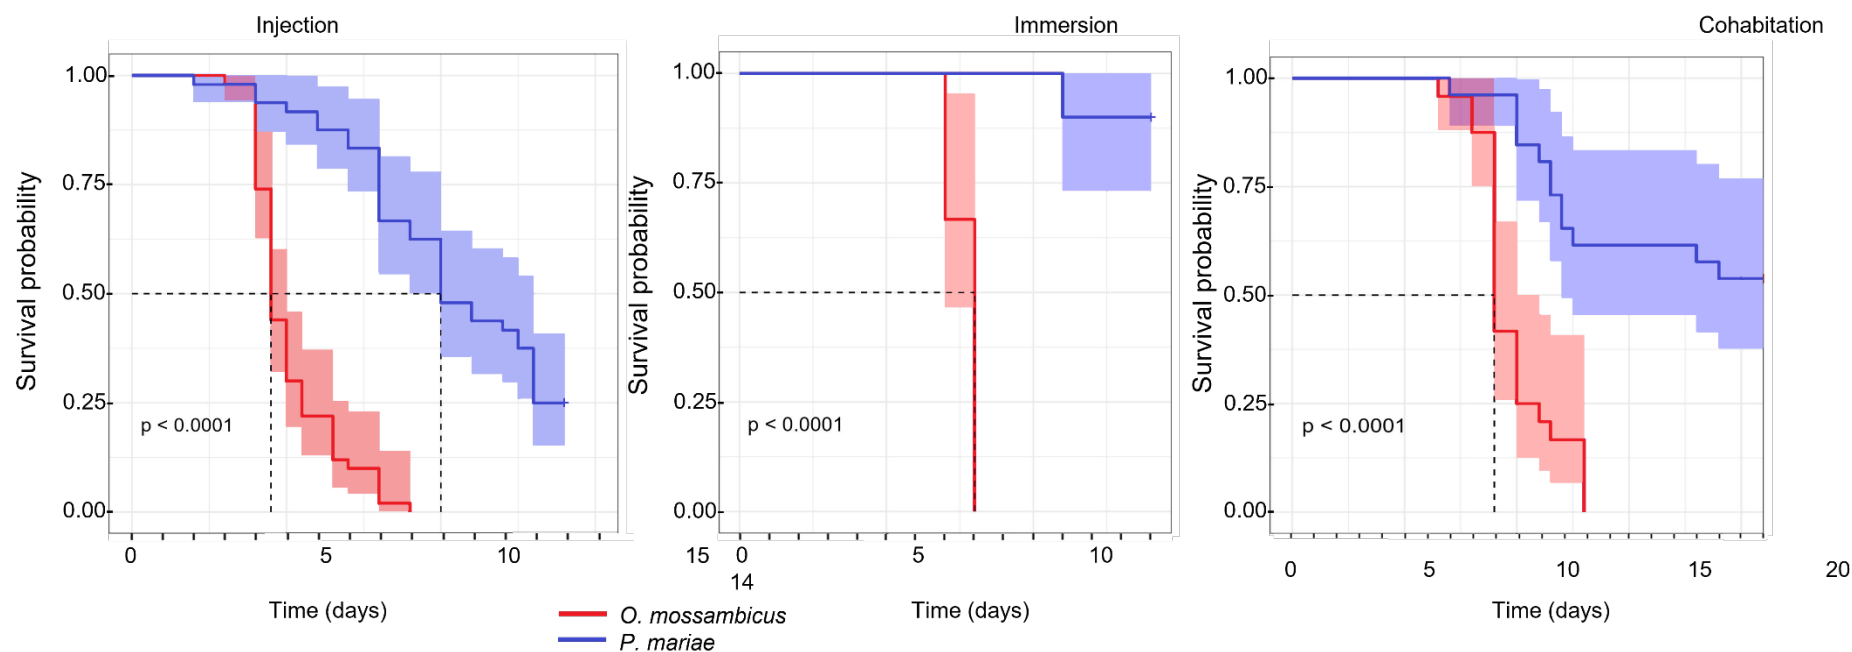 Injection
Immersion
Cohabitation
Survival probability
1.00
0.75
0.50
0.25
0.00
p < 0.0001
0 5 10 15
Time (days)
Survival probability
1.00
0.75
0.50
0.25
0.00
p < 0.0001
0 5 10
14
Time (days)
Survival probability
1.00
0.75
0.50
0.25
0.00
p < 0.0001
0 5 10 15 20
Time (days)
O. mossambicus
P. mariae